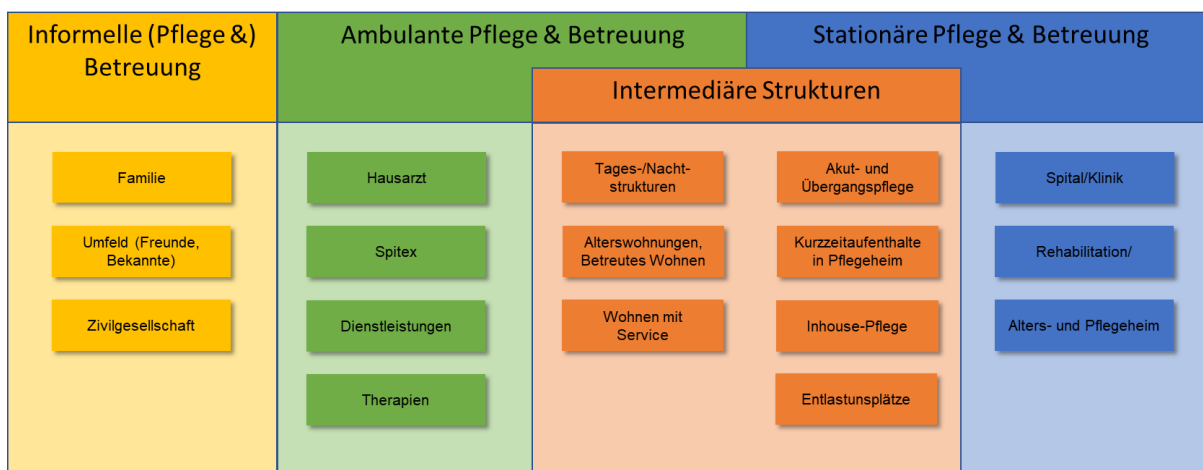 Informelle (Pflege &)
Betreuung
Ambulante Pflege & Betreuung
Stationäre Pflege & Betreuung
Intermediäre Strukturen
Familie
Umfeld (Freunde,
Bekannte)
Zivilgesellschaft
Hausarzt
Spitex
Dienstleistungen
Therapien
Tages-/Nacht-
strukturen
Alterswohnungen,
Betreutes Wohnen
Wohnen mit
Service
Akut- und
Übergangspflege
Kurzzeitaufenthalte
in Pflegeheim
Inhouse-Pflege
Entlastunsplätze
Spital/Klinik
Rehabilitation/
Alters- und Pflegeheim